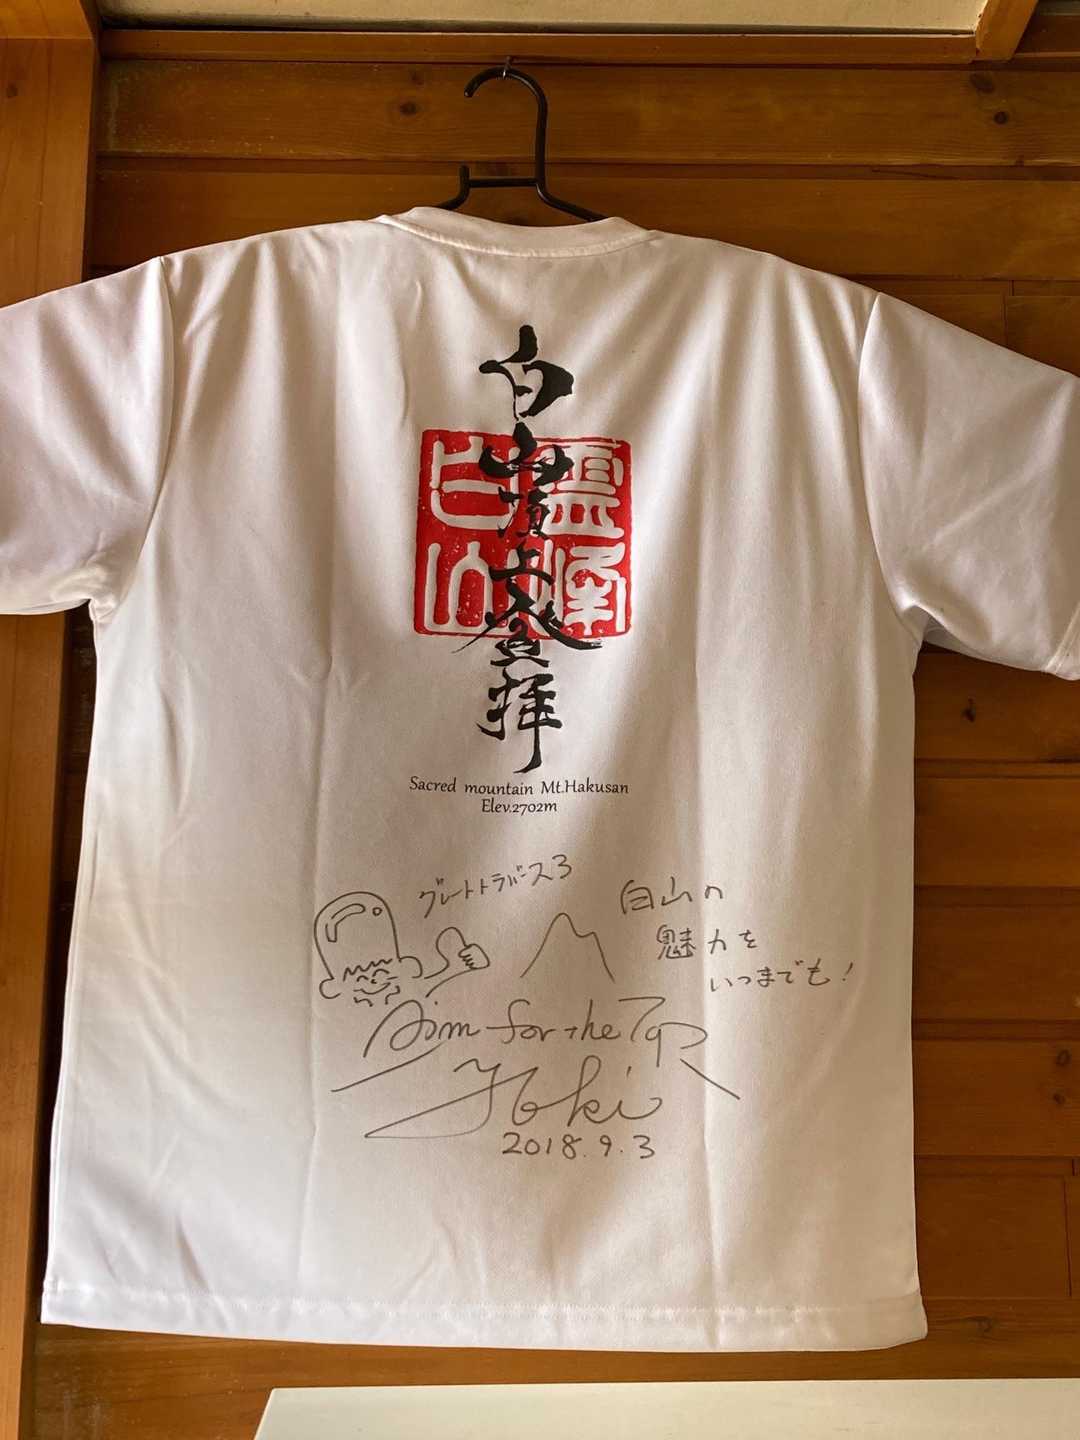 白山頂上登拝
霊峰
白山
Sacred mountain Mt.Hakusan
Elev.2702m
グレートトラバース3
白山の
魅力を
いつまでも!
Aim for the Top
Yoki
2018.9.3